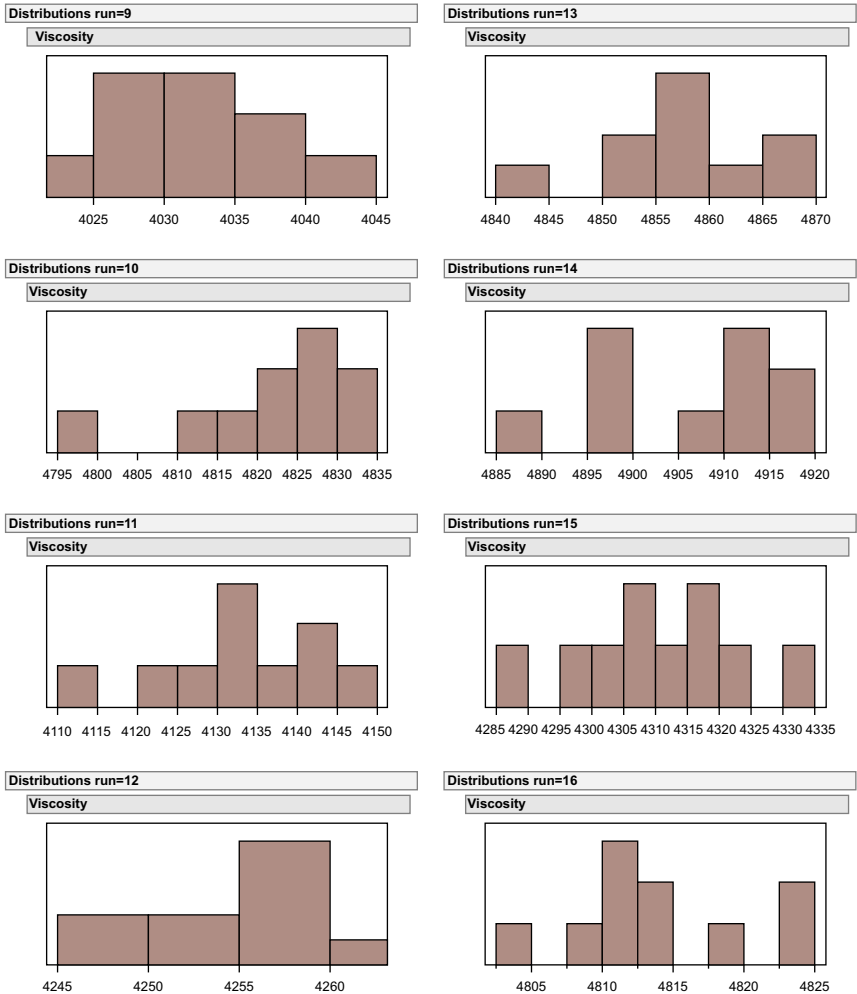 Distributions run=9
Viscosity
4025 4030 4035 4040 4045
Distributions run=10
Viscosity
4795 4800 4805 4810 4815 4820 4825 4830 4835
Distributions run=11
Viscosity
4110 4115 4120 4125 4130 4135 4140 4145 4150
Distributions run=12
Viscosity
4245 4250 4255 4260
Distributions run=13
Viscosity
4840 4845 4850 4855 4860 4865 4870
Distributions run=14
Viscosity
4885 4890 4895 4900 4905 4910 4915 4920
Distributions run=15
Viscosity
4285 4290 4295 4300 4305 4310 4315 4320 4325 4330 4335
Distributions run=16
Viscosity
4805 4810 4815 4820 4825